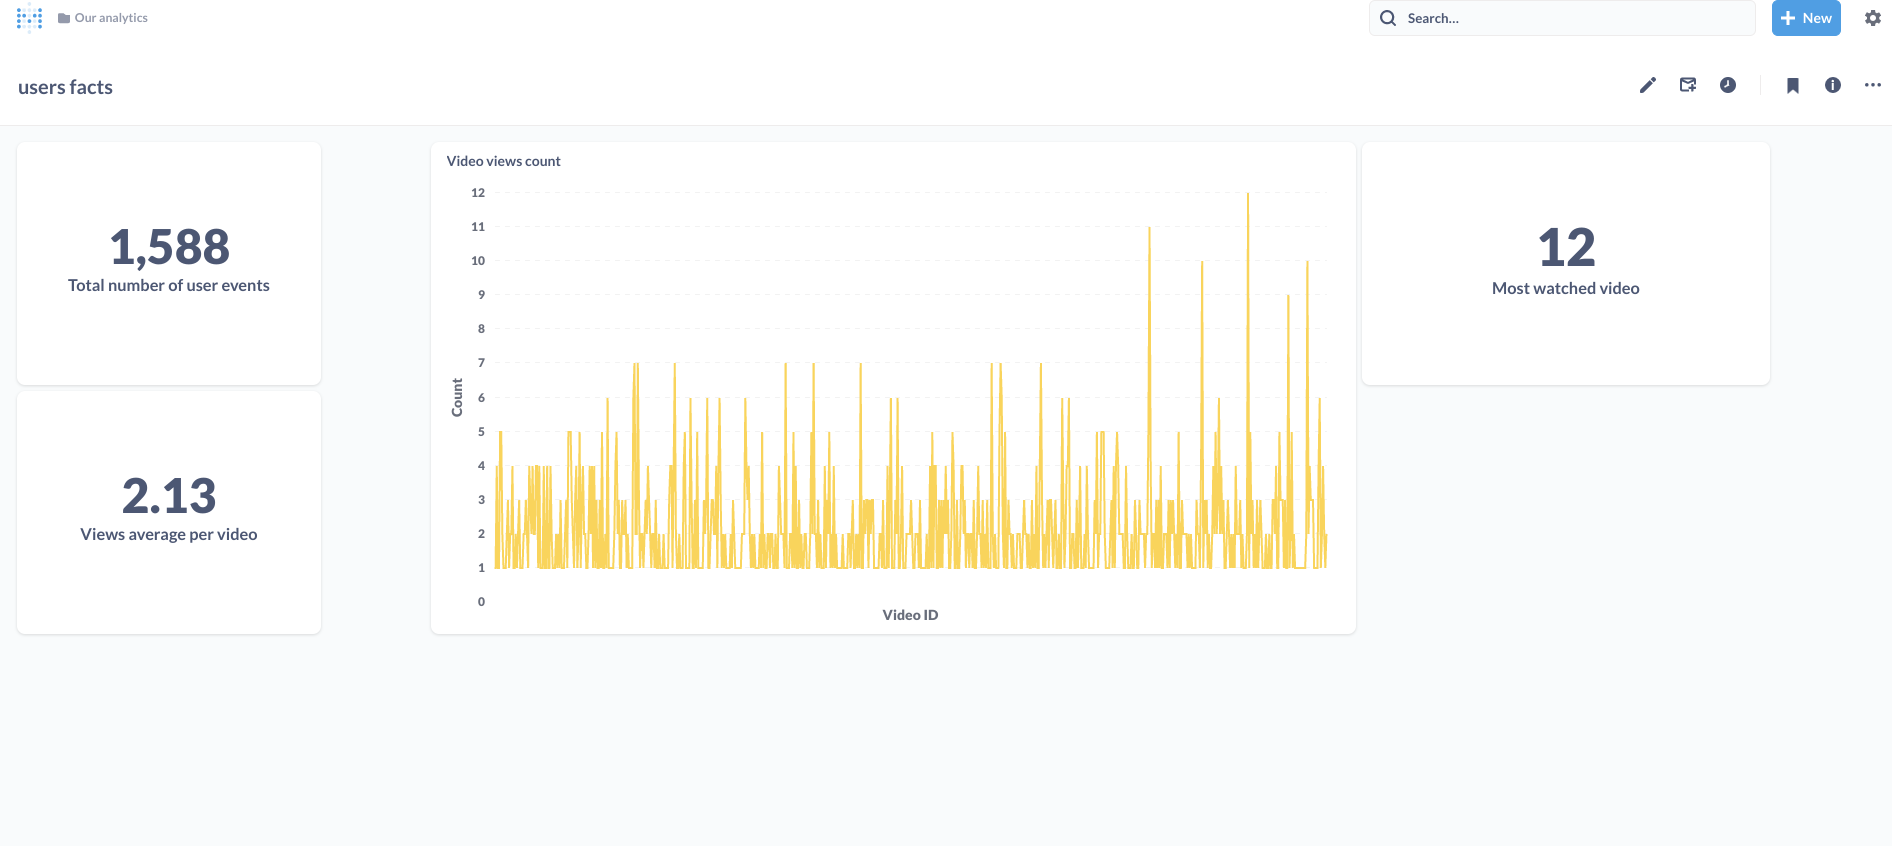 Our analytics
Search...
New
users facts
1,588
Total number of user events
2.13
Views average per video
Video views count
12
11
10
9
8
7
6
5
4
3
2
1
0
Count
Video ID
12
Most watched video